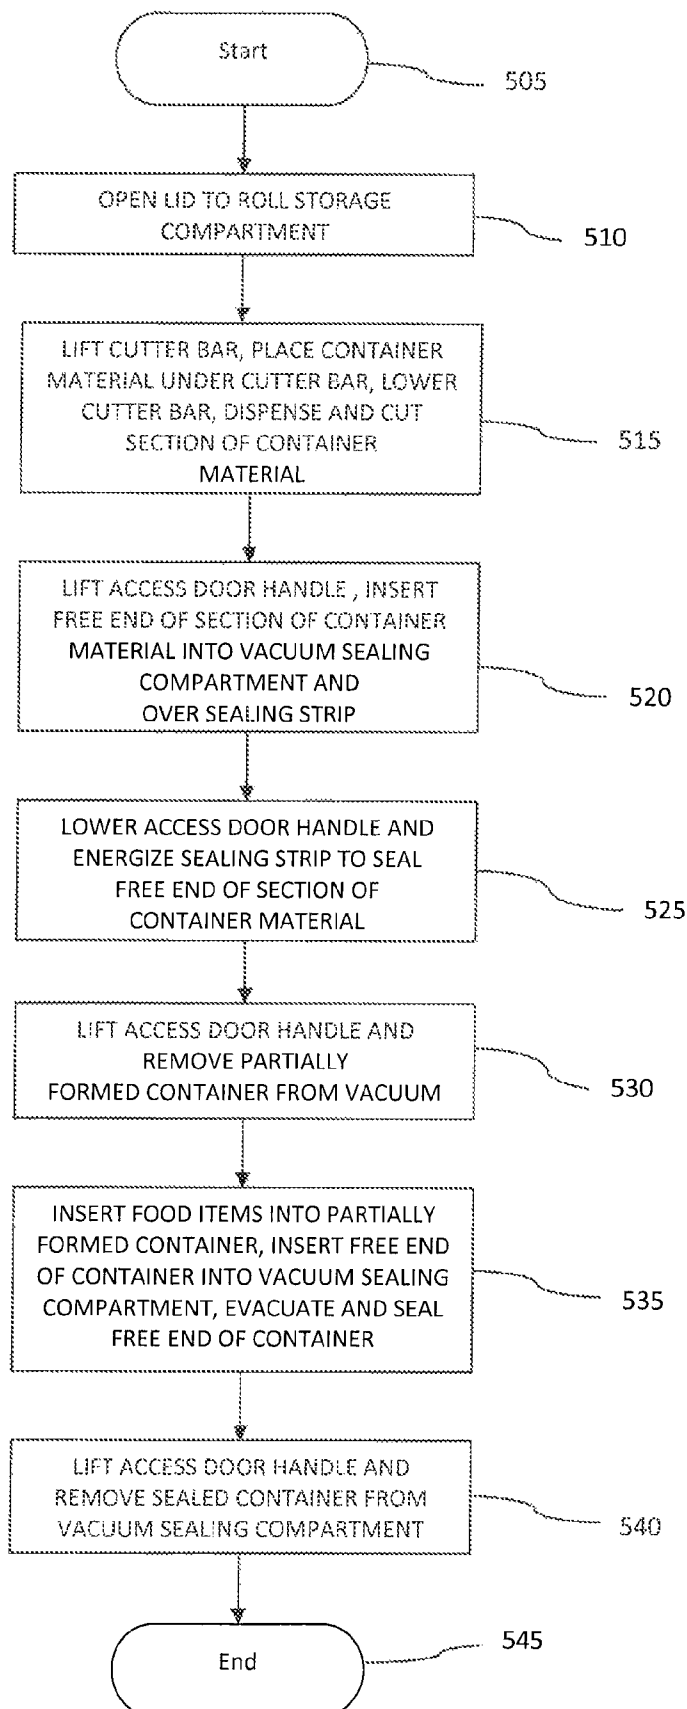 Start
505
OPEN LID TO ROLL STORAGE
COMPARTMENT
510
LIFT CUTTER BAR, PLACE CONTAINER
MATERIAL UNDER CUTTER BAR, LOWER
CUTTER BAR, DISPENSE AND CUT
SECTION OF CONTAINER
MATERIAL
515
LIFT ACCESS DOOR HANDLE , INSERT
FREE END OF SECTION OF CONTAINER
MATERIAL INTO VACUUM SEALING
COMPARTMENT AND
OVER SEALING STRIP
520
LOWER ACCESS DOOR HANDLE AND
ENERGIZE SEALING STRIP TO SEAL
FREE END OF SECTION OF
CONTAINER MATERIAL
525
LIFT ACCESS DOOR HANDLE AND
REMOVE PARTIALLY
FORMED CONTAINER FROM VACUUM
530
INSERT FOOD ITEMS INTO PARTIALLY
FORMED CONTAINER, INSERT FREE END
OF CONTAINER INTO VACUUM SEALING
COMPARTMENT, EVACUATE AND SEAL
FREE END OF CONTAINER
535
LIFT ACCESS DOOR HANDLE AND
REMOVE SEALED CONTAINER FROM
VACUUM SEALING COMPARTMENT
540
End
545